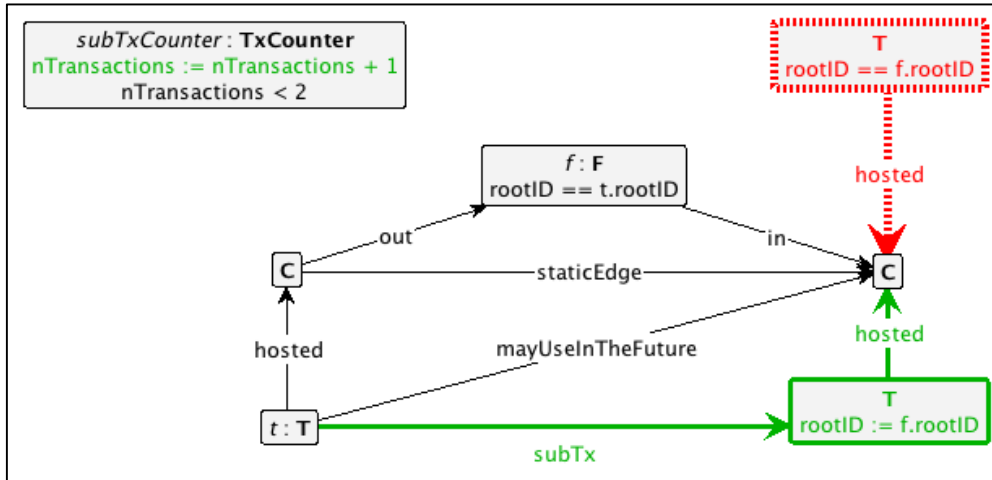 subTxCounter : TxCounter
nTransactions := nTransactions + 1
nTransactions < 2
T
rootID == f.rootID
hosted
f : F
rootID == t.rootID
out
in
C
staticEdge
C
hosted
mayUseInTheFuture
hosted
t : T
subTx
T
rootID := f.rootID